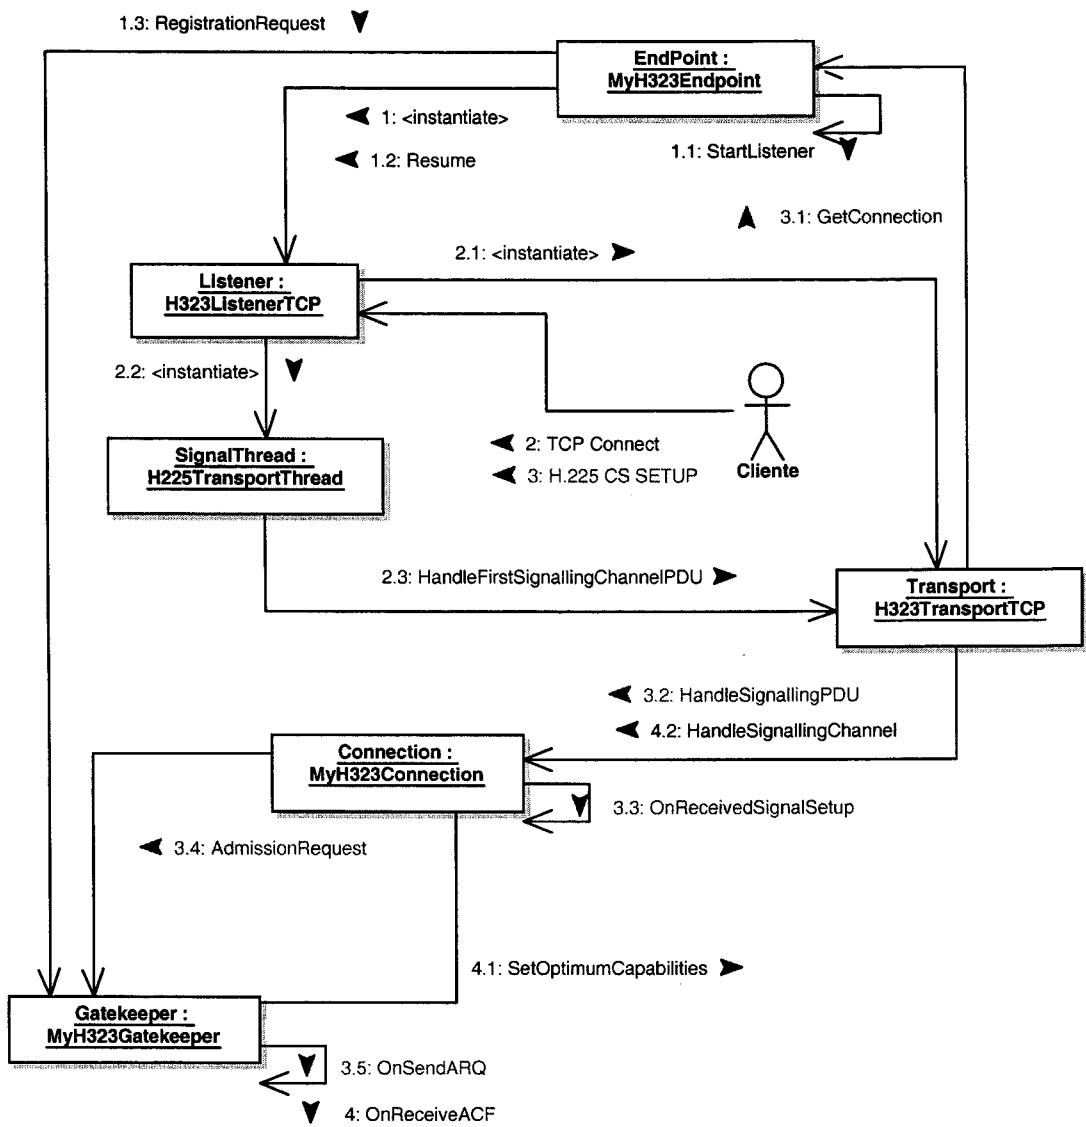 1.3: RegistrationRequest
EndPoint :
MyH323Endpoint
1: <instantiate>
1.2: Resume
1.1: StartListener
3.1: GetConnection
2.1: <instantiate>
Listener :
H323ListenerTCP
2.2: <instantiate>
SignalThread :
H225TransportThread
2: TCP Connect
3: H.225 CS SETUP
Cliente
2.3: HandleFirstSignallingChannelPDU
Transport :
H323TransportTCP
3.2: HandleSignallingPDU
4.2: HandleSignallingChannel
Connection :
MyH323Connection
3.3: OnReceivedSignalSetup
3.4: AdmissionRequest
4.1: SetOptimumCapabilities
Gatekeeper :
MyH323Gatekeeper
3.5: OnSendARQ
4: OnReceiveACF